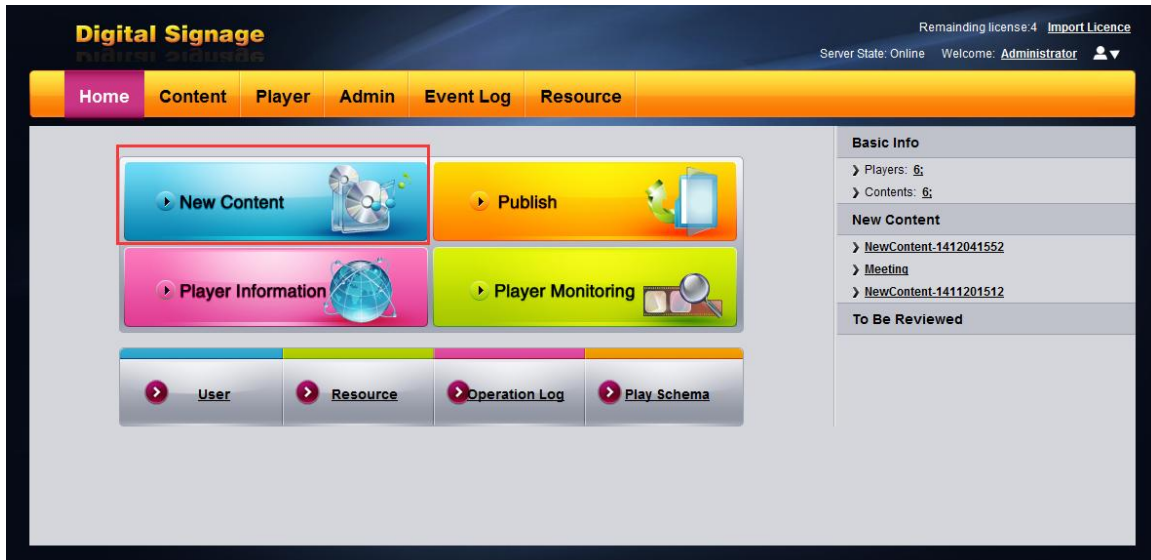 Digital Signage
Remainding license:4 Import Licence
Server State: Online Welcome: Administrator
Home Content Player Admin Event Log Resource
New Content
Publish
Player Information
Player Monitoring
User
Resource
Operation Log
Play Schema
Basic Info
Players: 6;
Contents: 6;
New Content
NewContent-1412041552
Meeting
NewContent-1411201512
To Be Reviewed